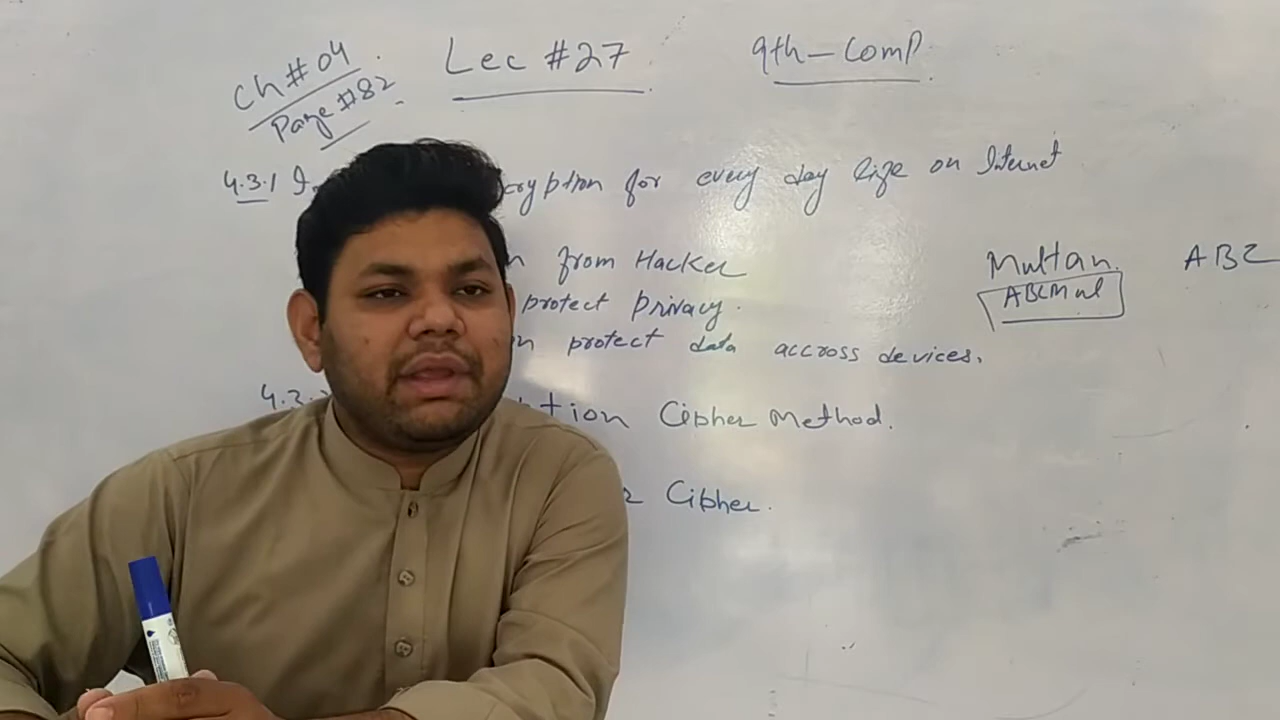 Ch # 04
Page # 82
Lec # 27
9th - Comp.
4.3.1 cryption for every day life on Internet
n from Hacker
protect privacy.
n protect data accross devices.
Multan.
ABCMul
ABC
4.3.
tion Cipher Method.
Cipher.